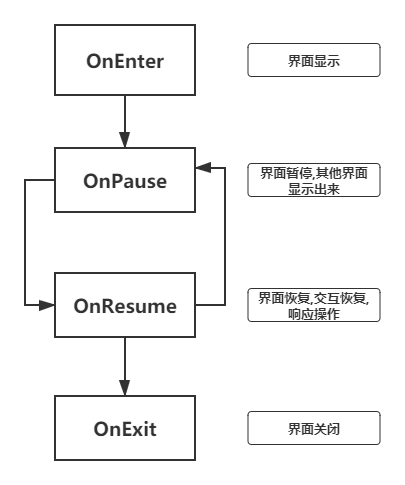 OnEnter
界面显示
OnPause
界面暂停,其他界面
显示出来
OnResume
界面恢复,交互恢复,
响应操作
OnExit
界面关闭